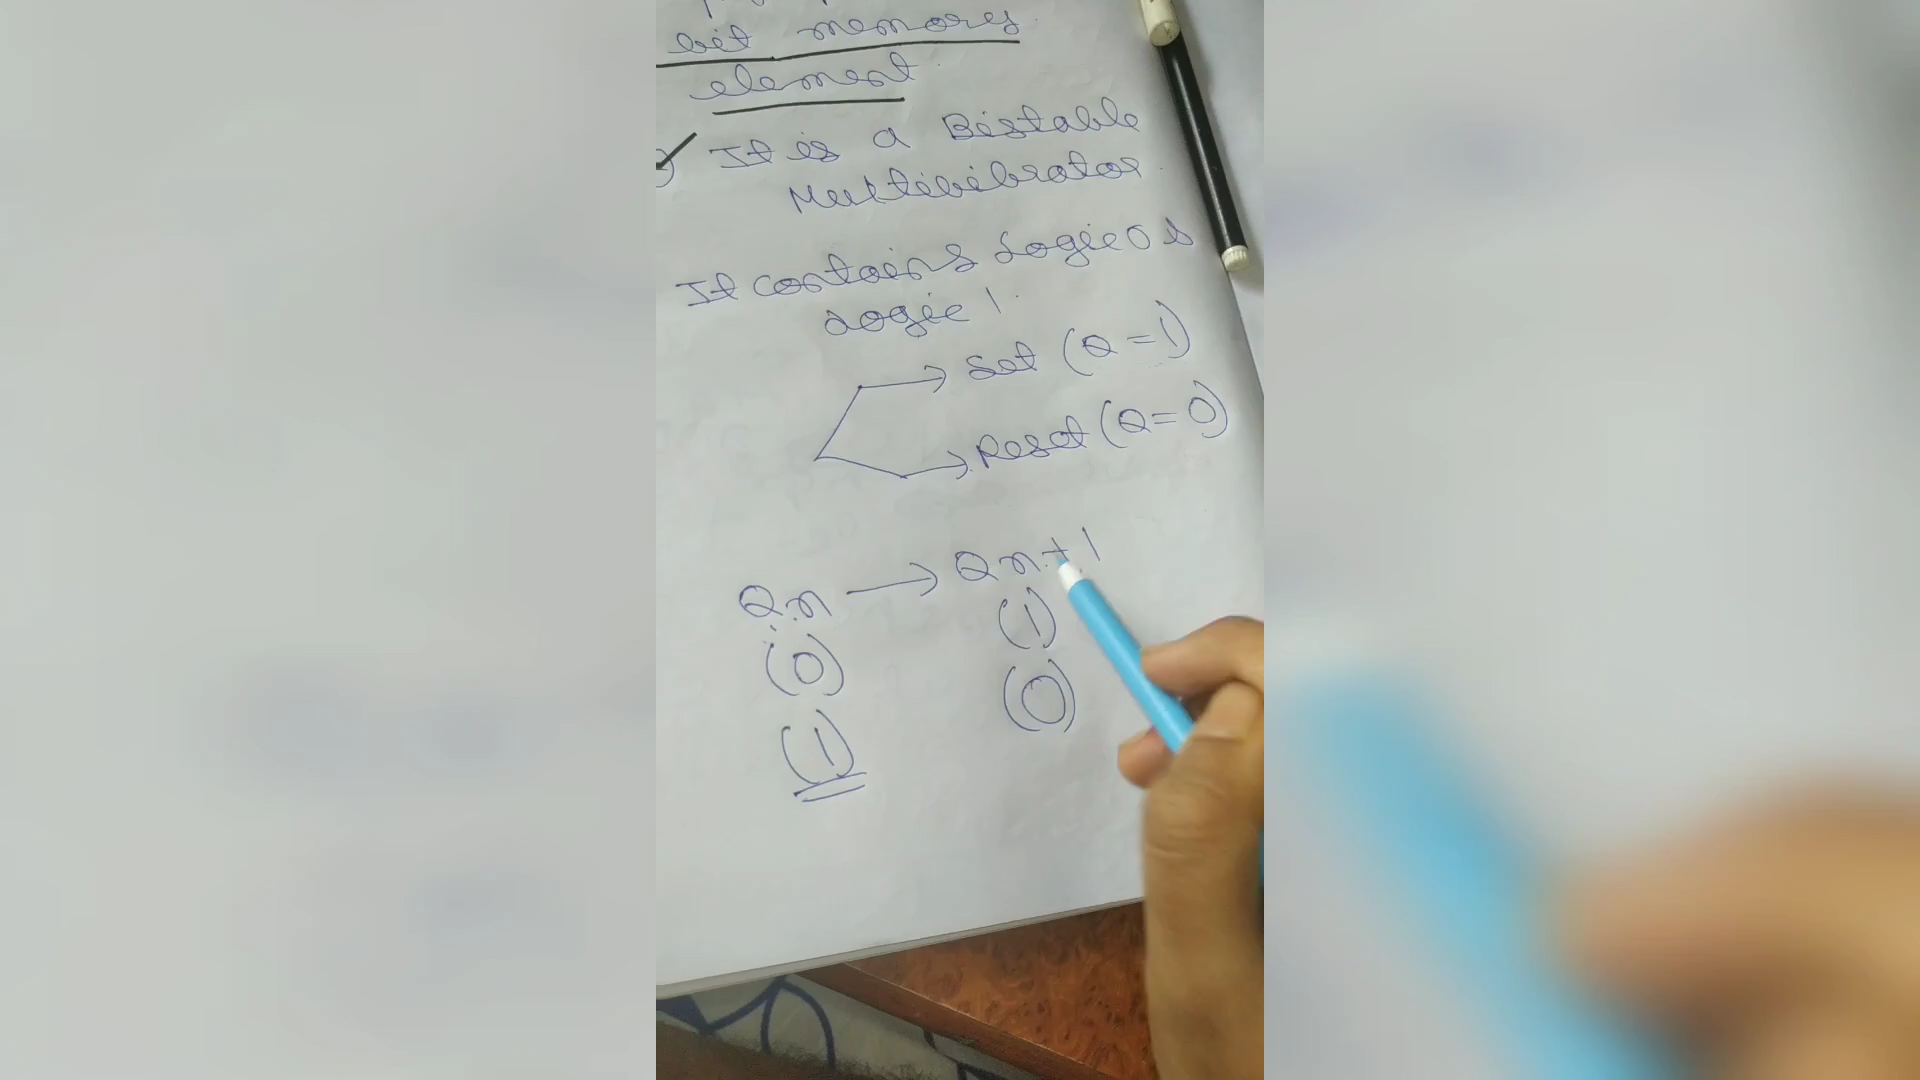 bit memory
element
It is a Bistable
Multivibrator.
It contains Logic 0 &
Logic 1.
→ Set (Q = 1)
→ Reset (Q = 0)
Qn → Qn+1
(0) (1)
(1) (0)